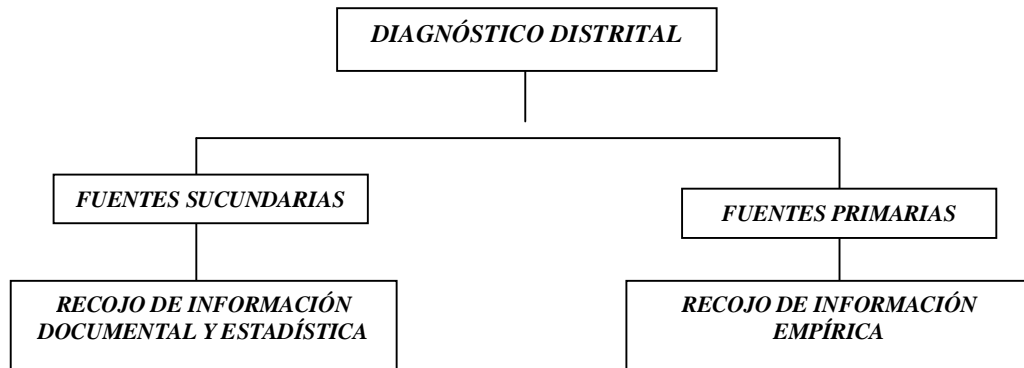 DIAGNÓSTICO DISTRITAL
FUENTES SUCUNDARIAS
FUENTES PRIMARIAS
RECOJO DE INFORMACIÓN
DOCUMENTAL Y ESTADÍSTICA
RECOJO DE INFORMACIÓN
EMPÍRICA